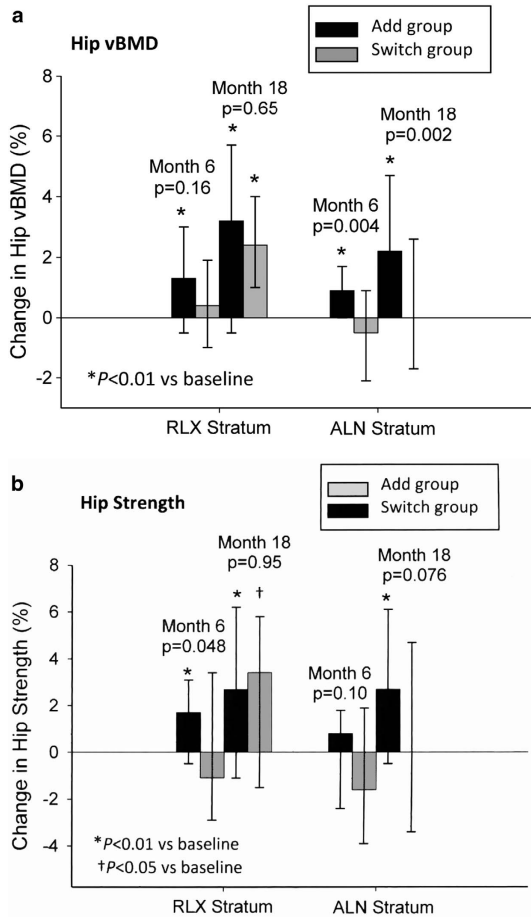 a
Hip vBMD
Add group
Switch group
8
6
4
2
0
-2
Change in Hip vBMD (%)
Month 6
p=0.16
*
Month 18
p=0.65
*
*
Month 6
p=0.004
*
Month 18
p=0.002
*
*P<0.01 vs baseline
RLX Stratum
ALN Stratum
b
Hip Strength
Add group
Switch group
8
6
4
2
0
-2
-4
Change in Hip Strength (%)
Month 6
p=0.048
*
Month 18
p=0.95
*
†
Month 6
p=0.10
Month 18
p=0.076
*
*P<0.01 vs baseline
†P<0.05 vs baseline
RLX Stratum
ALN Stratum